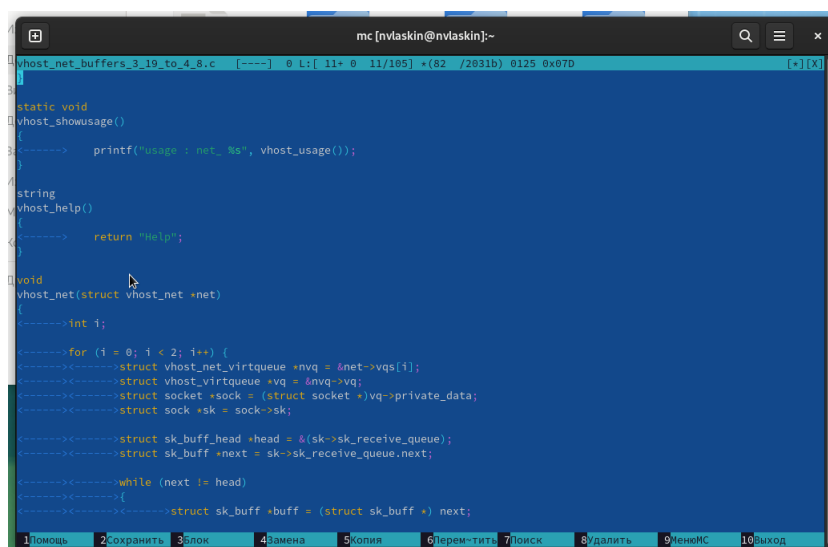 mc [nvlaskin@nvlaskin]:~
vhost_net_buffers_3_19_to_4_8.c [----] 0 L:[ 11+ 0 11/105] *(82 /2031b) 0125 0x07D [*][X]
}
static void
vhost_showusage()
{
<------> printf("usage : net_ %s", vhost_usage());
}
string
vhost_help()
{
<------> return "Help";
}
void
vhost_net(struct vhost_net *net)
{
<------>int i;
<------>for (i = 0; i < 2; i++) {
<------><------>struct vhost_net_virtqueue *nvq = &net->vqs[i];
<------><------>struct vhost_virtqueue *vq = &nvq->vq;
<------><------>struct socket *sock = (struct socket *)vq->private_data;
<------><------>struct sock *sk = sock->sk;
<------><------>struct sk_buff_head *head = &(sk->sk_receive_queue);
<------><------>struct sk_buff *next = sk->sk_receive_queue.next;
<------><------>while (next != head)
<------><------>{
<------><------><------>struct sk_buff *buff = (struct sk_buff *) next;
1Помощь 2Сохранить 3Блок 4Замена 5Копия 6Перем~тить 7Поиск 8Удалить 9МенюMC 10Выход